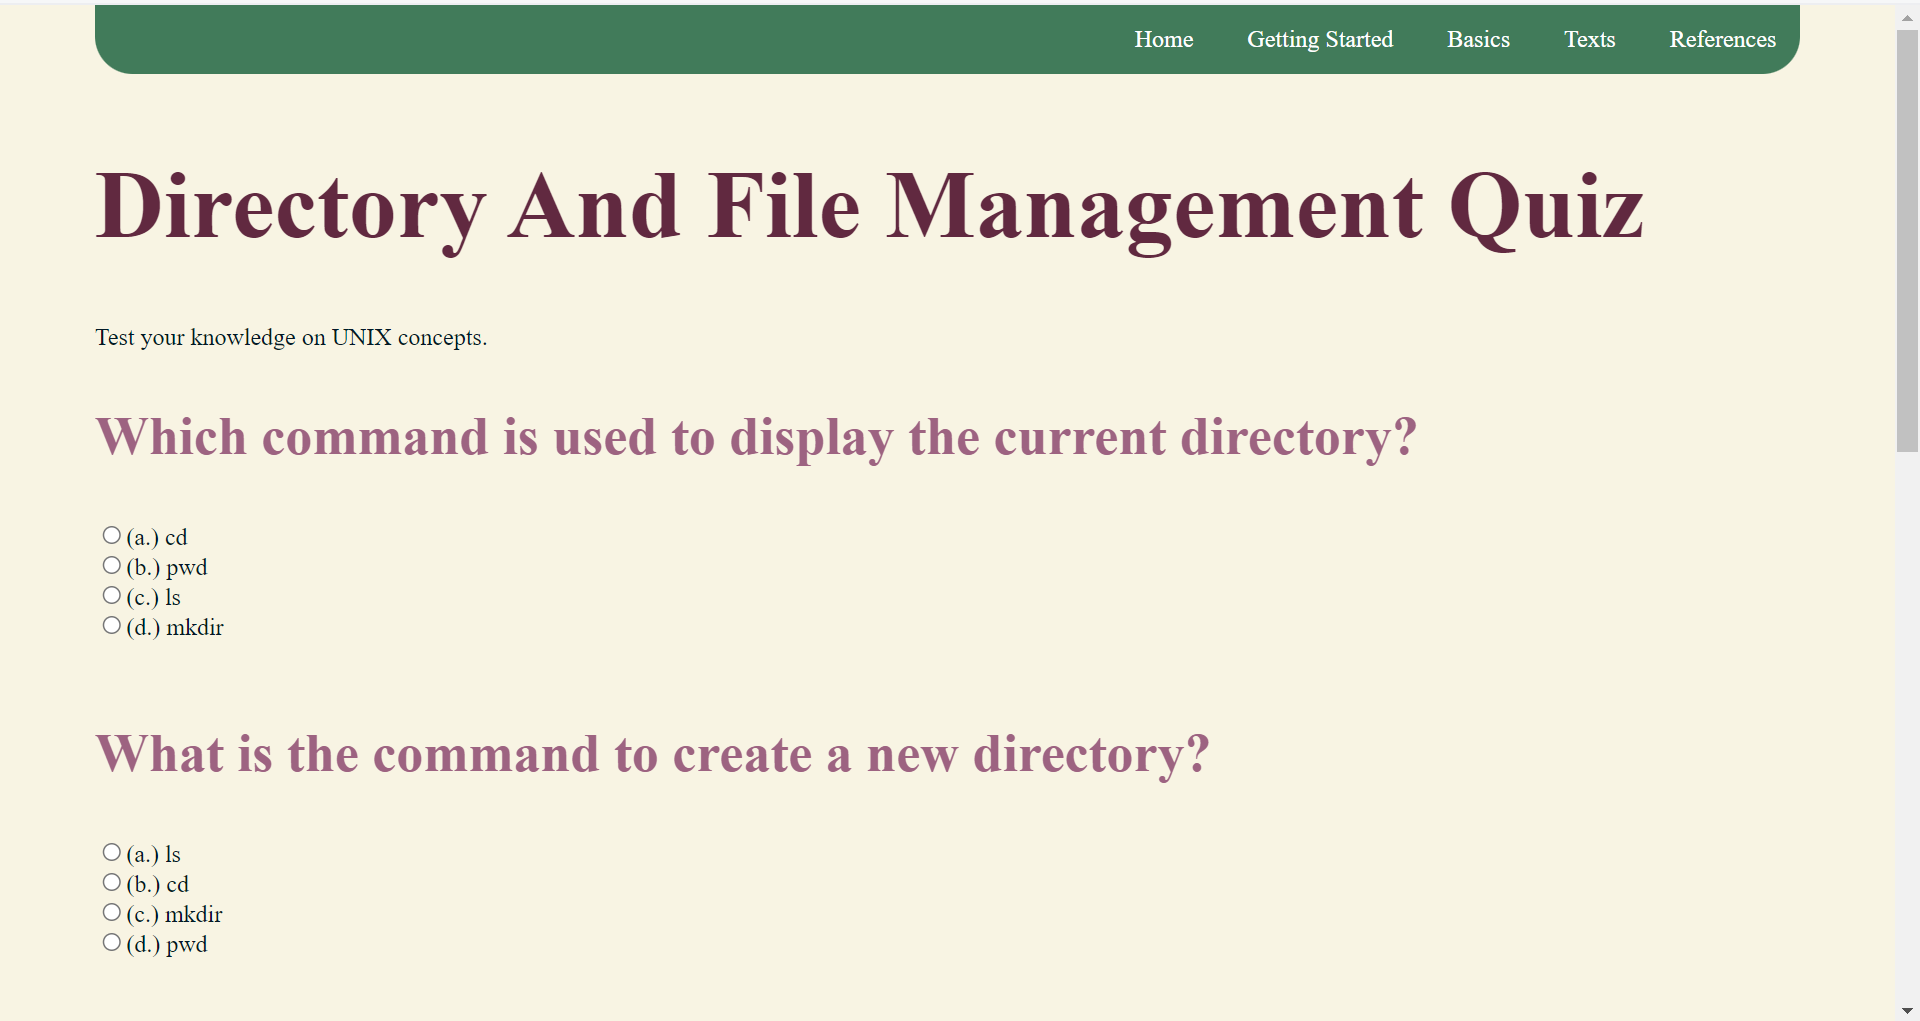 Home Getting Started Basics Texts References
Directory And File Management Quiz
Test your knowledge on UNIX concepts.
Which command is used to display the current directory?
(a.) cd
(b.) pwd
(c.) ls
(d.) mkdir
What is the command to create a new directory?
(a.) ls
(b.) cd
(c.) mkdir
(d.) pwd